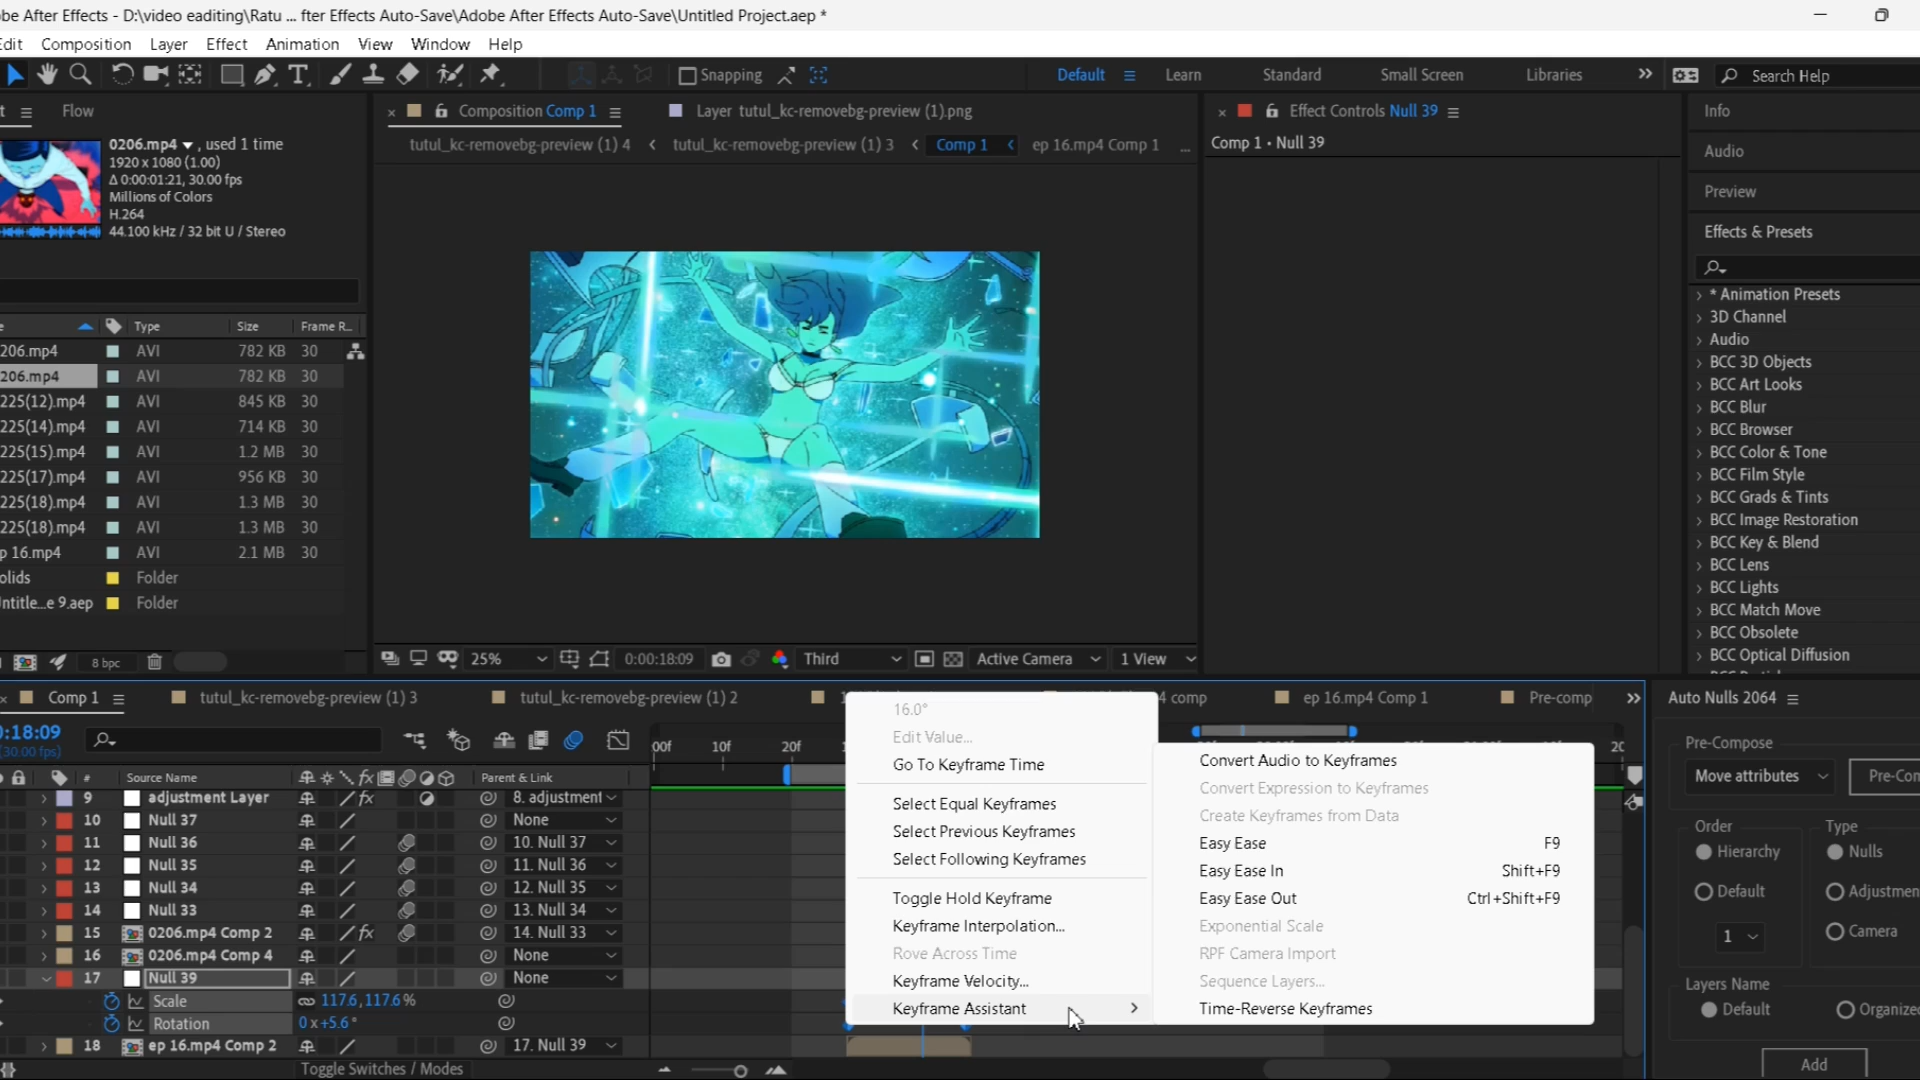 be After Effects - D:\video eaditing\Ratu ... fter Effects Auto-Save\Adobe After Effects Auto-Save\Untitled Project.aep *
Edit Composition Layer Effect Animation View Window Help
Snapping
Default Learn Standard Small Screen Libraries Search Help
Flow
Composition Comp 1
Layer tutul_kc-removebg-preview (1).png
Effect Controls Null 39
tutul_kc-removebg-preview (1) 4 < tutul_kc-removebg-preview (1) 3 < Comp 1 < ep 16.mp4 Comp 1 ...
Comp 1 • Null 39
0206.mp4 , used 1 time
1920 x 1080 (1.00)
Δ 0:00:01:21, 30.00 fps
Millions of Colors
H.264
44.100 kHz / 32 bit U / Stereo
Type Size Frame R...
206.mp4 AVI 782 KB 30
206.mp4 AVI 782 KB 30
225(12).mp4 AVI 845 KB 30
225(14).mp4 AVI 714 KB 30
225(15).mp4 AVI 1.2 MB 30
225(17).mp4 AVI 956 KB 30
225(18).mp4 AVI 1.3 MB 30
225(18).mp4 AVI 1.3 MB 30
p 16.mp4 AVI 2.1 MB 30
olids Folder
ntitle...e 9.aep Folder
8 bpc
25% 0:00:18:09 Third Active Camera 1 View
Info
Audio
Preview
Effects & Presets
* Animation Presets
3D Channel
Audio
BCC 3D Objects
BCC Art Looks
BCC Blur
BCC Browser
BCC Color & Tone
BCC Film Style
BCC Grads & Tints
BCC Image Restoration
BCC Key & Blend
BCC Lens
BCC Lights
BCC Match Move
BCC Obsolete
BCC Optical Diffusion
Comp 1
tutul_kc-removebg-preview (1) 3
tutul_kc-removebg-preview (1) 2
4 comp
ep 16.mp4 Comp 1
Pre-comp
0:18:09
(30.00 fps)
00f 10f 20f
# Source Name Parent & Link
9 adjustment Layer 8. adjustment
10 Null 37 None
11 Null 36 10. Null 37
12 Null 35 11. Null 36
13 Null 34 12. Null 35
14 Null 33 13. Null 34
15 0206.mp4 Comp 2 14. Null 33
16 0206.mp4 Comp 4 None
17 Null 39 None
Scale 117.6,117.6%
Rotation 0x+5.6°
18 ep 16.mp4 Comp 2 17. Null 39
Toggle Switches / Modes
16.0°
Edit Value...
Go To Keyframe Time
Select Equal Keyframes
Select Previous Keyframes
Select Following Keyframes
Toggle Hold Keyframe
Keyframe Interpolation...
Rove Across Time
Keyframe Velocity...
Keyframe Assistant
Convert Audio to Keyframes
Convert Expression to Keyframes
Create Keyframes from Data
Easy Ease F9
Easy Ease In Shift+F9
Easy Ease Out Ctrl+Shift+F9
Exponential Scale
RPF Camera Import
Sequence Layers...
Time-Reverse Keyframes
Auto Nulls 2064
Pre-Compose
Move attributes Pre-Con
Order Type
Hierarchy Nulls
Default Adjustmen
1 Camera
Layers Name
Default Organized
Add